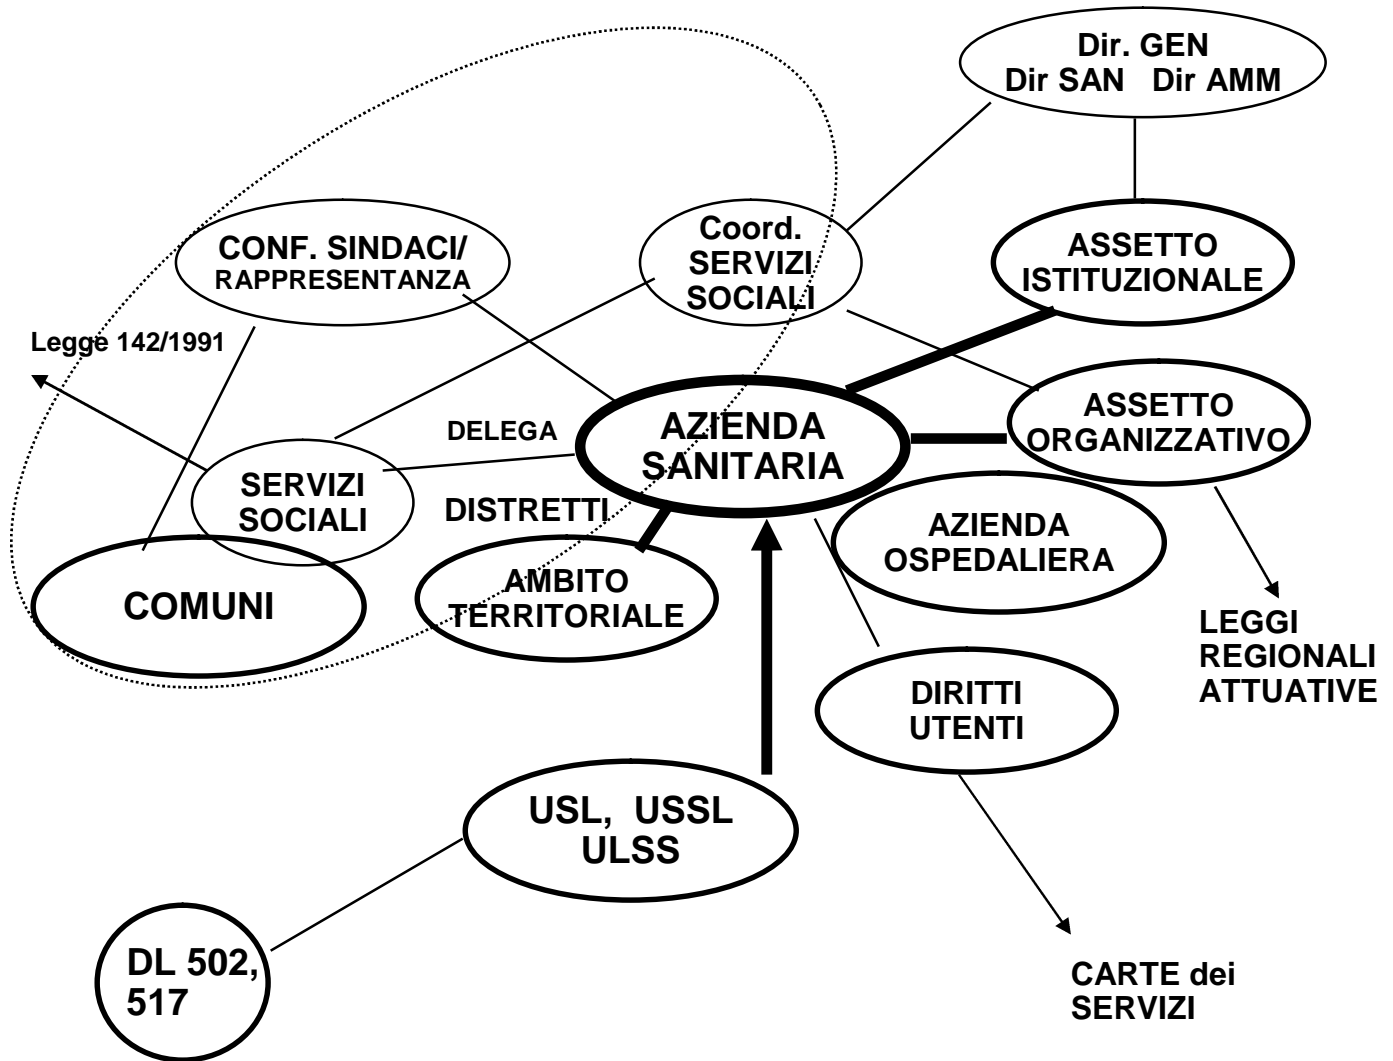 Dir. GEN
Dir SAN Dir AMM
CONF. SINDACI/
RAPPRESENTANZA
Coord.
SERVIZI
SOCIALI
ASSETTO
ISTITUZIONALE
Legge 142/1991
DELEGA
AZIENDA
SANITARIA
ASSETTO
ORGANIZZATIVO
SERVIZI
SOCIALI
DISTRETTI
AZIENDA
OSPEDALIERA
COMUNI
AMBITO
TERRITORIALE
LEGGI
REGIONALI
ATTUATIVE
DIRITTI
UTENTI
USL, USSL
ULSS
DL 502,
517
CARTE dei
SERVIZI